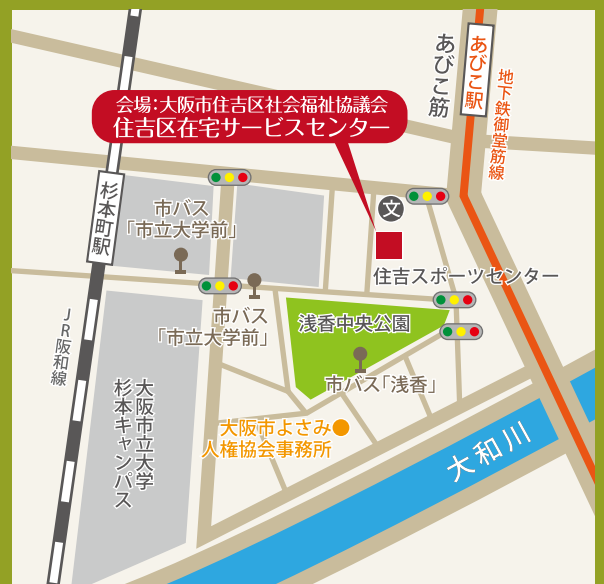 あびこ筋
あびこ駅
地下鉄御堂筋線
会場：大阪市住吉区社会福祉協議会
住吉区在宅サービスセンター
杉本町駅
市バス
「市立大学前」
文
住吉スポーツセンター
市バス
「市立大学前」
浅香中央公園
JR阪和線
市バス「浅香」
大阪市立大学
杉本キャンパス
大阪市よさみ
人権協会事務所
大和川